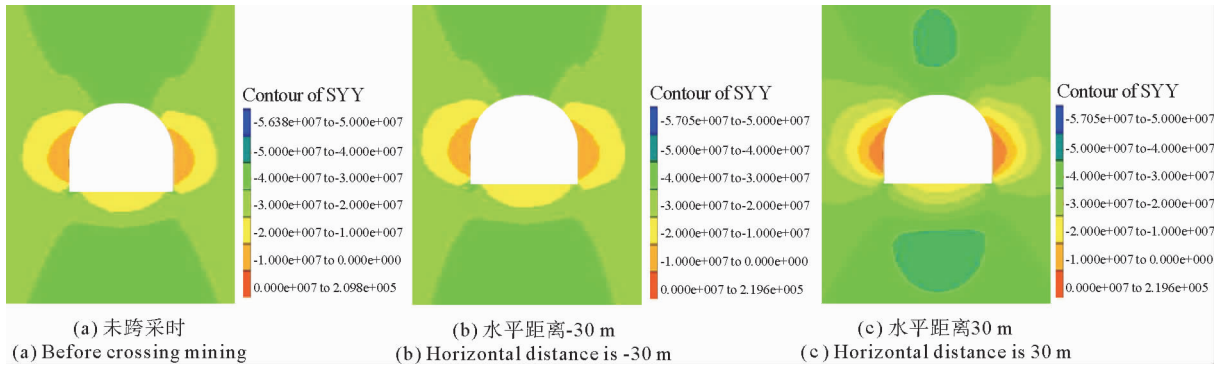 Contour of SYY
-5.638e+007 to-5.000e+007
-5.000e+007 to-4.000e+007
-4.000e+007 to-3.000e+007
-3.000e+007 to-2.000e+007
-2.000e+007 to-1.000e+007
-1.000e+007 to 0.000e+000
0.000e+007 to 2.098e+005
(a) 未跨采时
(a) Before crossing mining
Contour of SYY
-5.705e+007 to-5.000e+007
-5.000e+007 to-4.000e+007
-4.000e+007 to-3.000e+007
-3.000e+007 to-2.000e+007
-2.000e+007 to-1.000e+007
-1.000e+007 to 0.000e+000
0.000e+007 to 2.196e+005
(b) 水平距离-30 m
(b) Horizontal distance is -30 m
Contour of SYY
-5.705e+007 to-5.000e+007
-5.000e+007 to-4.000e+007
-4.000e+007 to-3.000e+007
-3.000e+007 to-2.000e+007
-2.000e+007 to-1.000e+007
-1.000e+007 to 0.000e+000
0.000e+007 to 2.196e+005
(c) 水平距离30 m
(c) Horizontal distance is 30 m